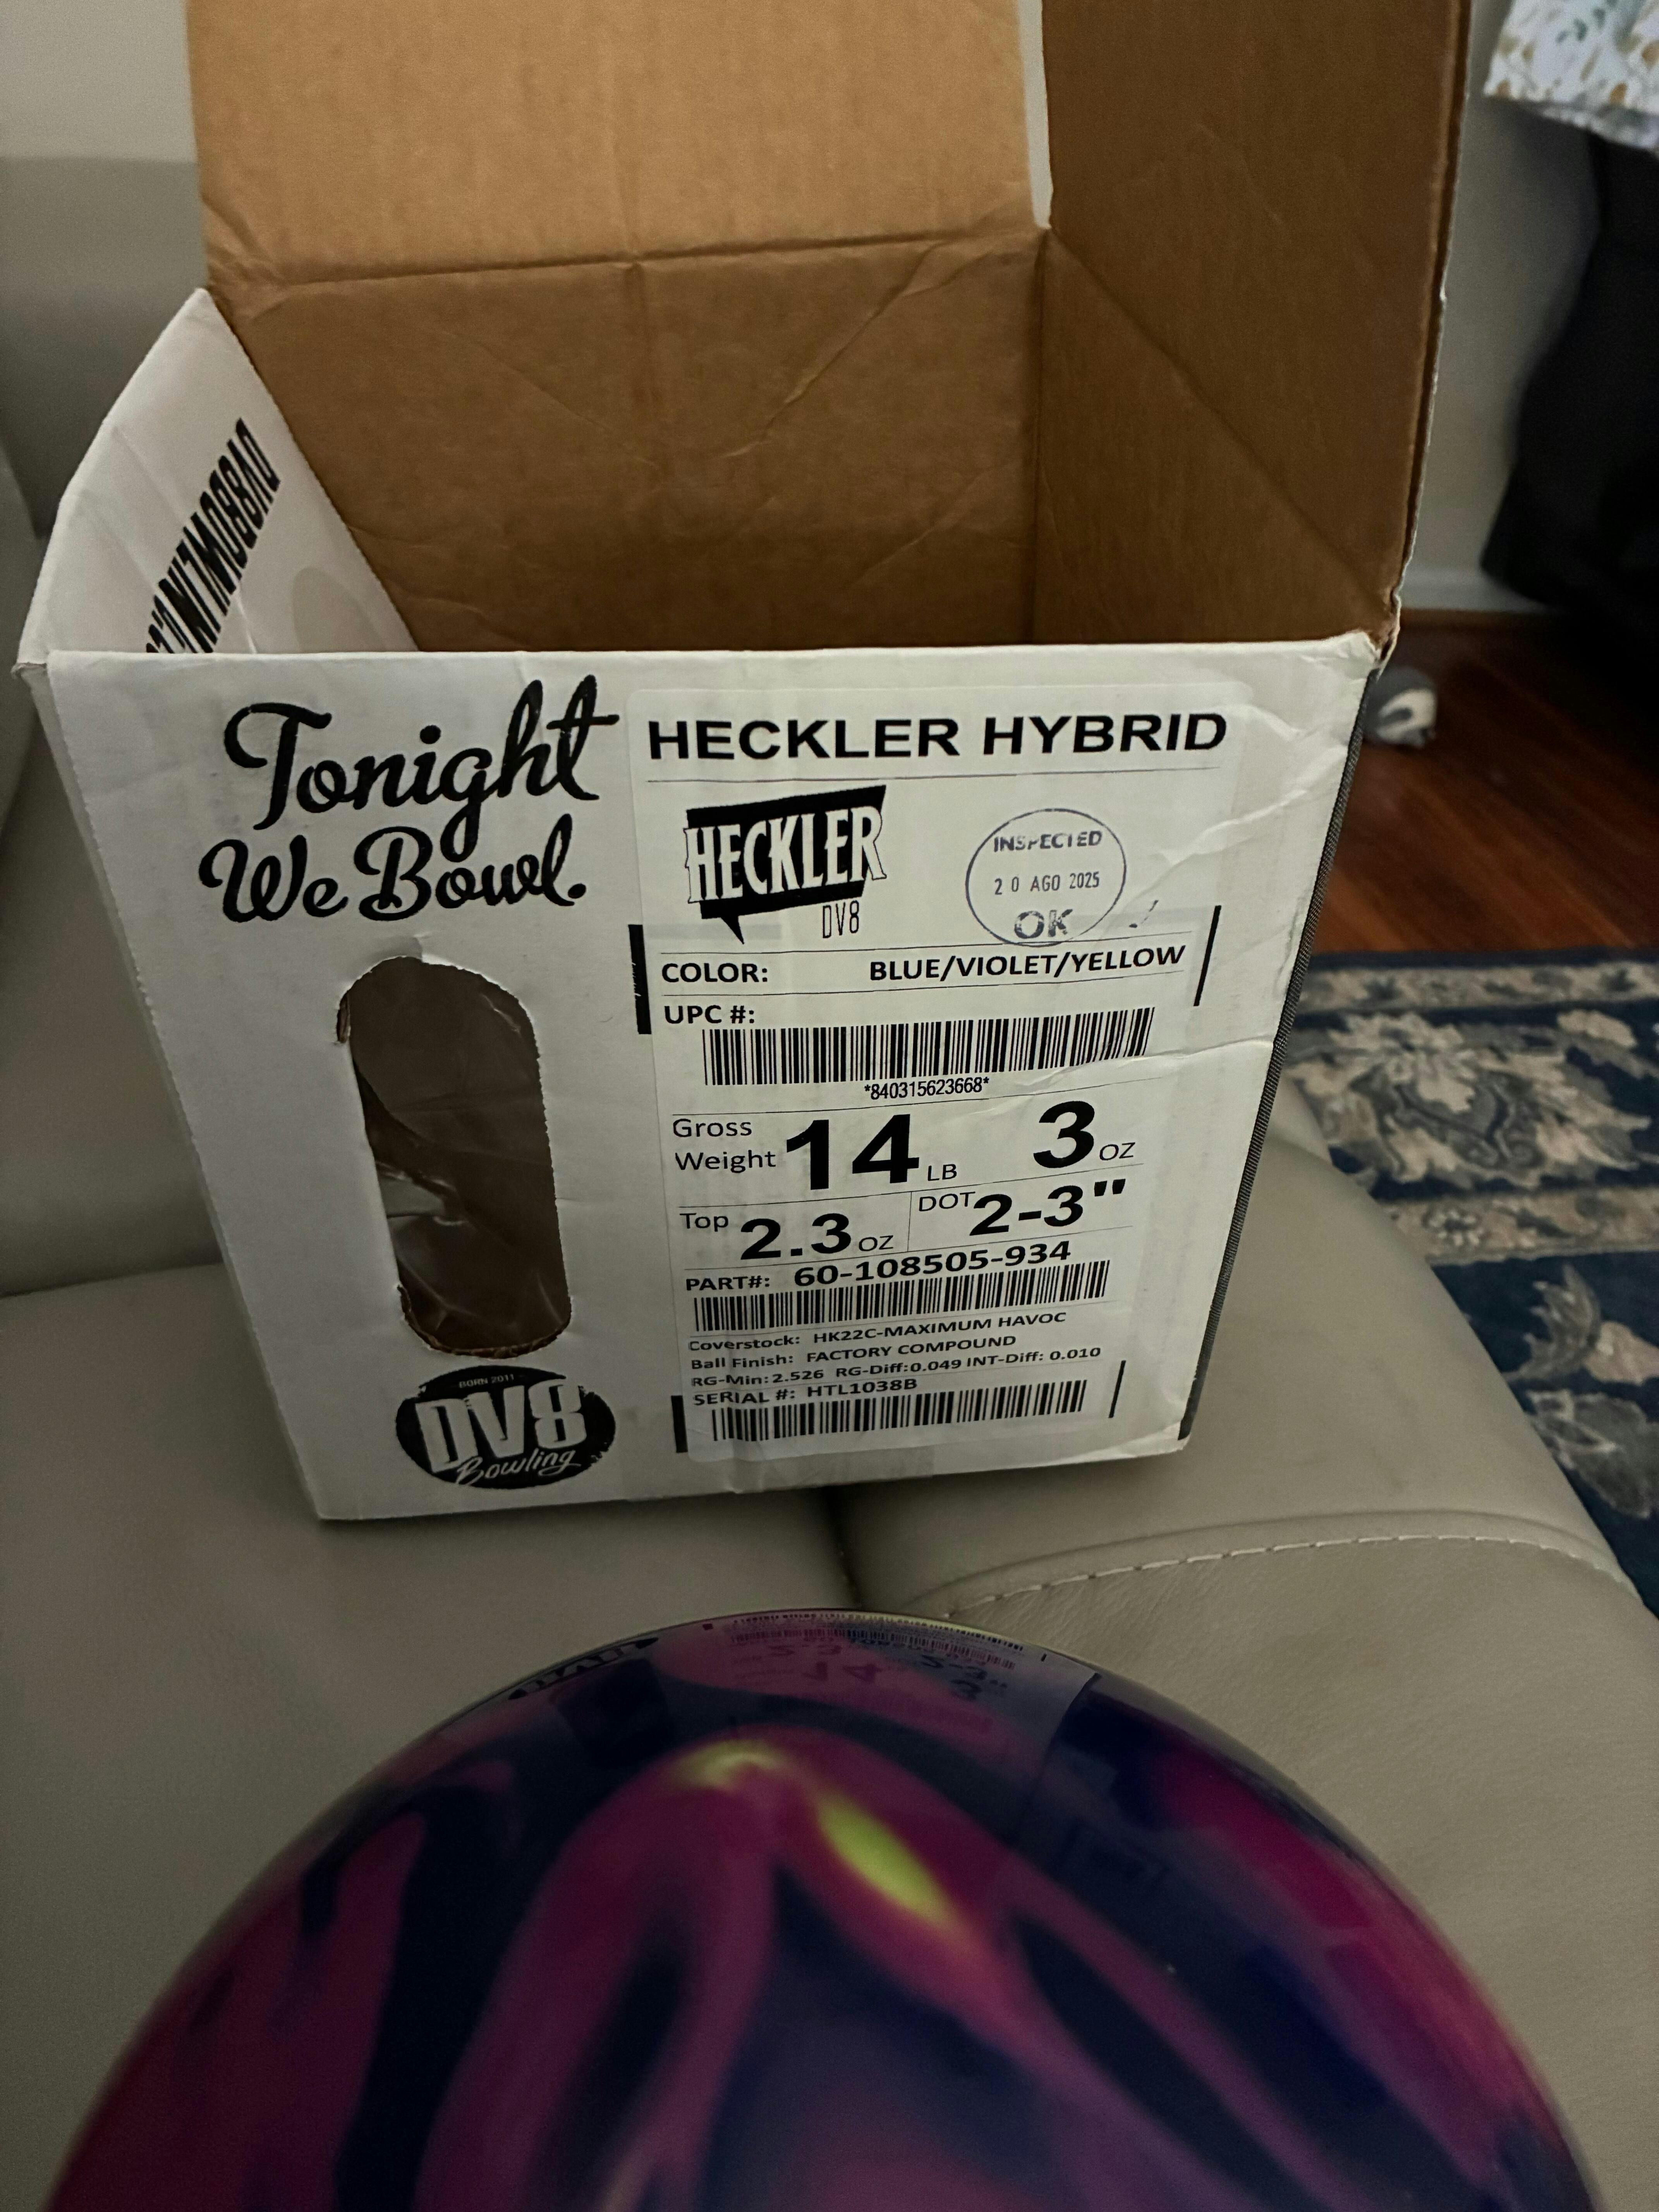 DV8BOWLING.
Tonight
We Bowl.
HECKLER HYBRID
HECKLER
DV8
INSPECTED
20 AGO 2025
OK
COLOR: BLUE/VIOLET/YELLOW
UPC #:
*840315623668*
Gross Weight 14 LB 3 OZ
Top 2.3 OZ DOT 2-3"
PART#: 60-108505-934
Coverstock: HK22C-MAXIMUM HAVOC
Ball Finish: FACTORY COMPOUND
RG-Min: 2.526 RG-Diff: 0.049 INT-Diff: 0.010
SERIAL #: HTL1038B
BORN 2011
DV8
Bowling